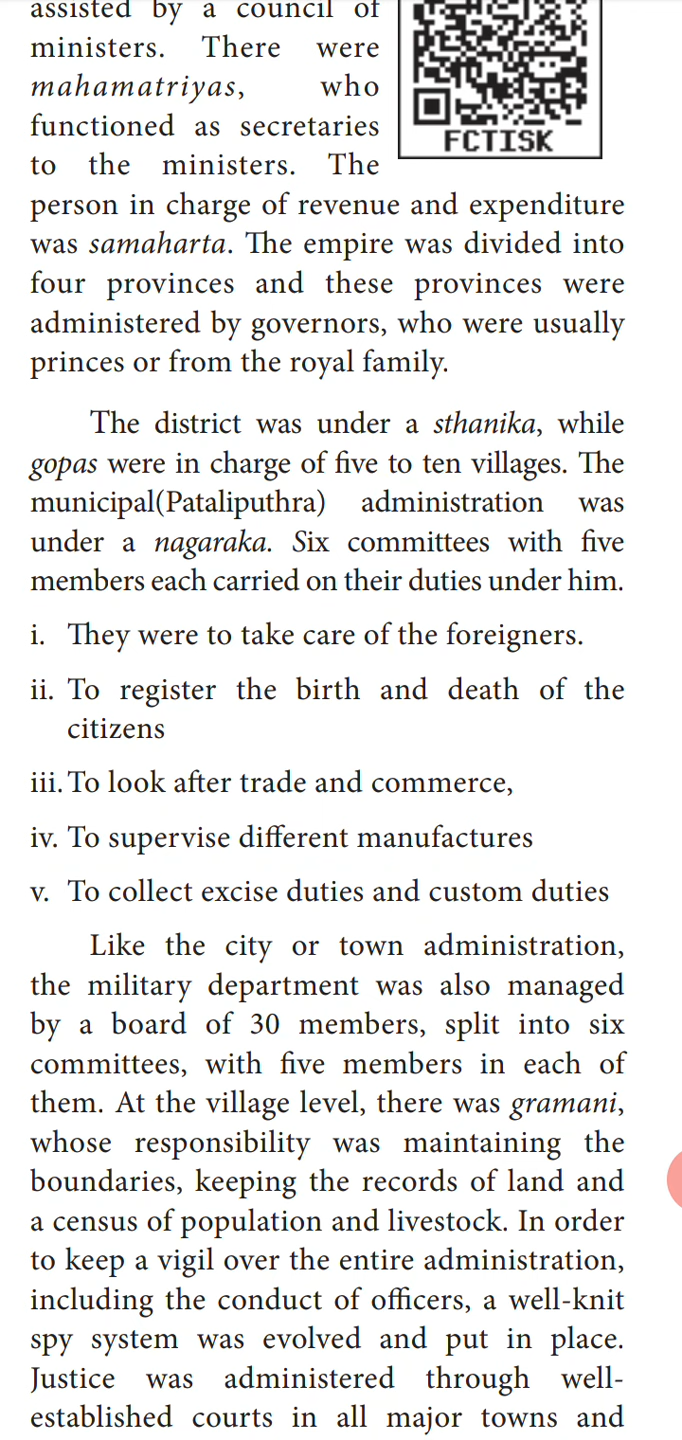 assisted by a council of
ministers. There were
mahamatriyas, who
functioned as secretaries
to the ministers. The
FCTISK
person in charge of revenue and expenditure
was samaharta. The empire was divided into
four provinces and these provinces were
administered by governors, who were usually
princes or from the royal family.
The district was under a sthanika, while
gopas were in charge of five to ten villages. The
municipal(Pataliputhra) administration was
under a nagaraka. Six committees with five
members each carried on their duties under him.
i. They were to take care of the foreigners.
ii. To register the birth and death of the
citizens
iii. To look after trade and commerce,
iv. To supervise different manufactures
v. To collect excise duties and custom duties
Like the city or town administration,
the military department was also managed
by a board of 30 members, split into six
committees, with five members in each of
them. At the village level, there was gramani,
whose responsibility was maintaining the
boundaries, keeping the records of land and
a census of population and livestock. In order
to keep a vigil over the entire administration,
including the conduct of officers, a well-knit
spy system was evolved and put in place.
Justice was administered through well-
established courts in all major towns and